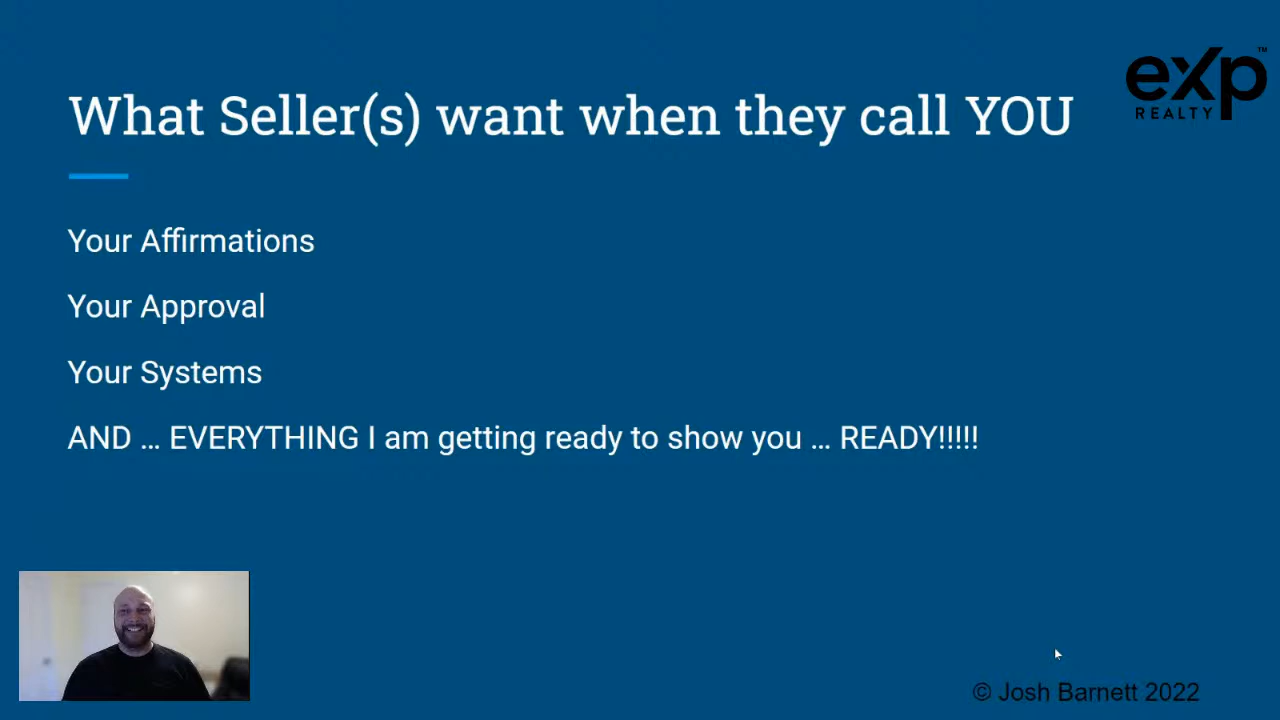 What Seller(s) want when they call YOU
eXp™
REALTY
Your Affirmations
Your Approval
Your Systems
AND ... EVERYTHING I am getting ready to show you ... READY!!!!!
© Josh Barnett 2022